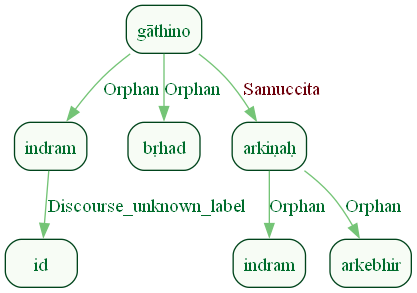 gāthino
Orphan Orphan Samuccita
indram bṛhad arkiṇaḥ
Discourse_unknown_label Orphan Orphan
id indram arkebhir